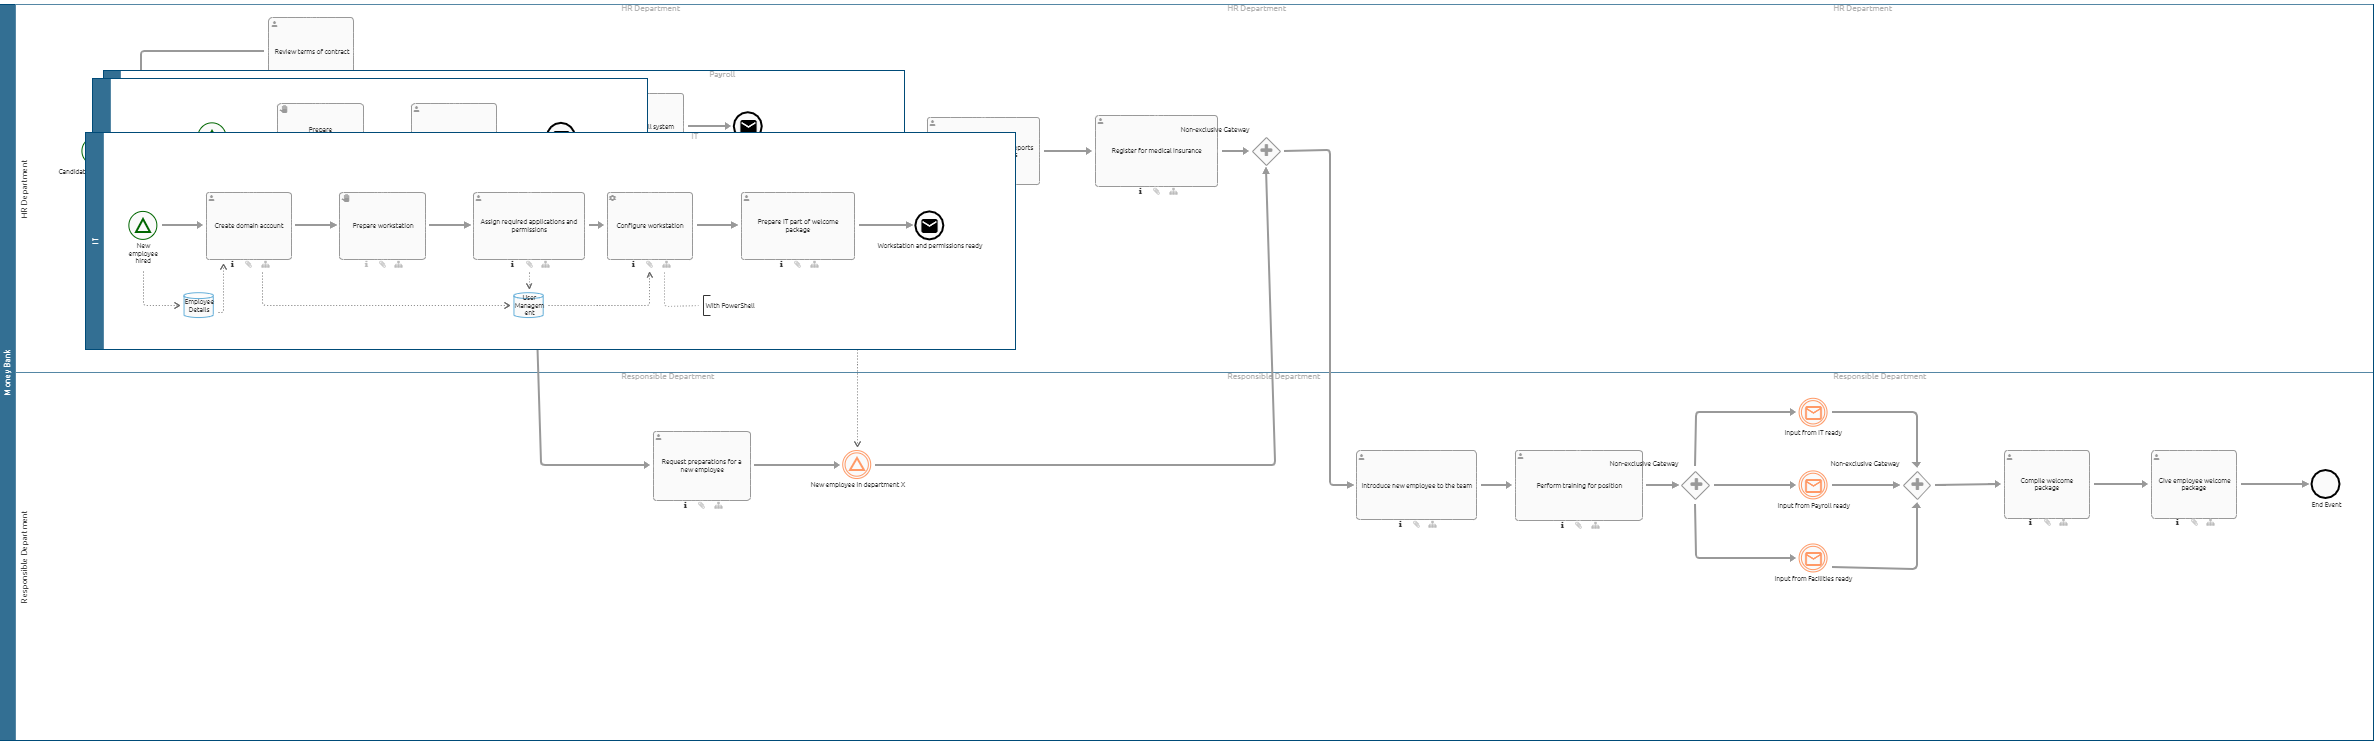 HR Department
HR Department
HR Department
Review terms of contract
Payroll
Prepare
ll system
Non-exclusive Gateway
ports
s
Register for medical insurance
Candidat
HR Department
IT
IT
Create domain account
Prepare workstation
Assign required applications and
permissions
Configure workstation
Prepare IT part of welcome
package
New
employee
hired
Workstation and permissions ready
Employee
Details
User
Managem
ent
With PowerShell
Money Bank
Responsible Department
Responsible Department
Responsible Department
Input from IT ready
Request preparations for a
new employee
New employee in department X
Non-exclusive Gateway
Non-exclusive Gateway
Introduce new employee to the team
Perform training for position
Input from Payroll ready
Compile welcome
package
Give employee welcome
package
End Event
Responsible Department
Input from Facilities ready